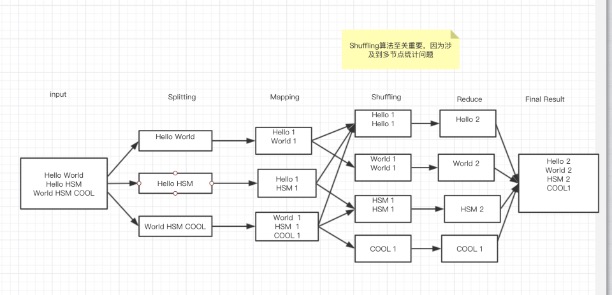 Shuffling算法至关重要，因为涉
及到多节点统计问题
input
Splitting
Mapping
Shuffling
Reduce
Final Result
Hello World
Hello HSM
World HSM COOL
Hello World
Hello HSM
World HSM COOL
Hello 1
World 1
Hello 1
HSM 1
World 1
HSM 1
COOL 1
Hello 1
Hello 1
World 1
World 1
HSM 1
HSM 1
COOL 1
Hello 2
World 2
HSM 2
COOL 1
Hello 2
World 2
HSM 2
COOL1